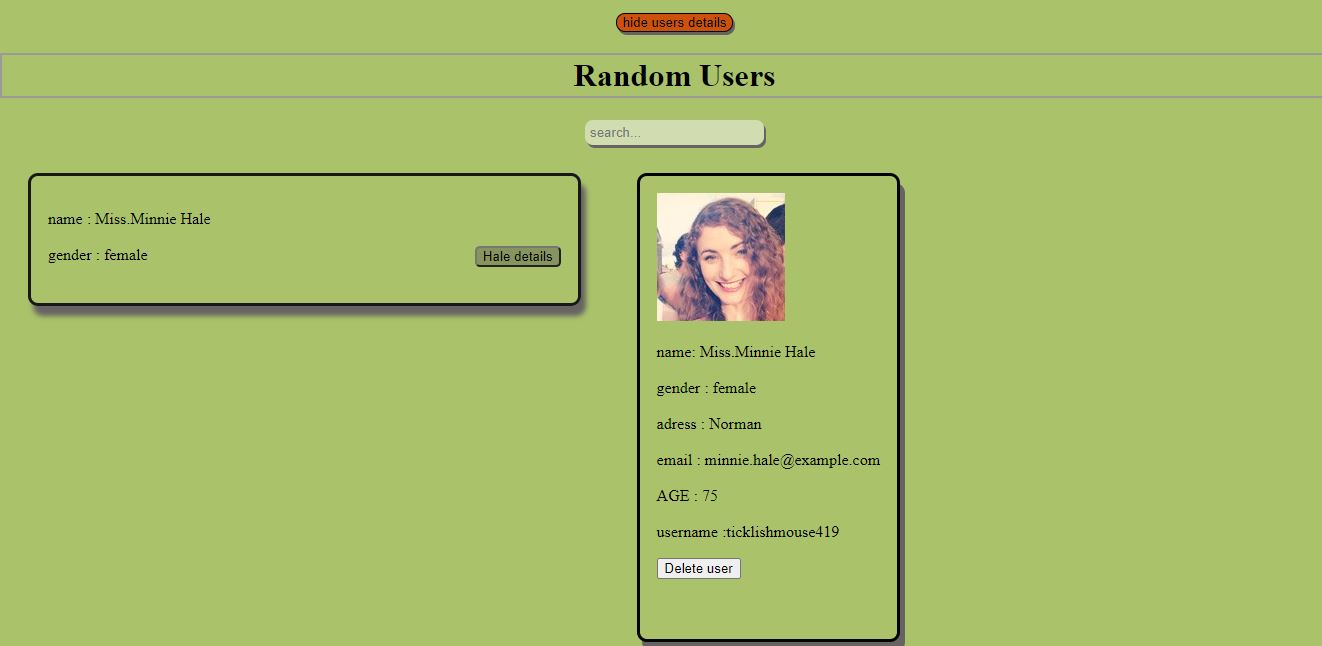 hide users details
Random Users
search...
name : Miss.Minnie Hale
gender : female
Hale details
name: Miss.Minnie Hale
gender : female
adress : Norman
email : minnie.hale@example.com
AGE : 75
username :ticklishmouse419
Delete user